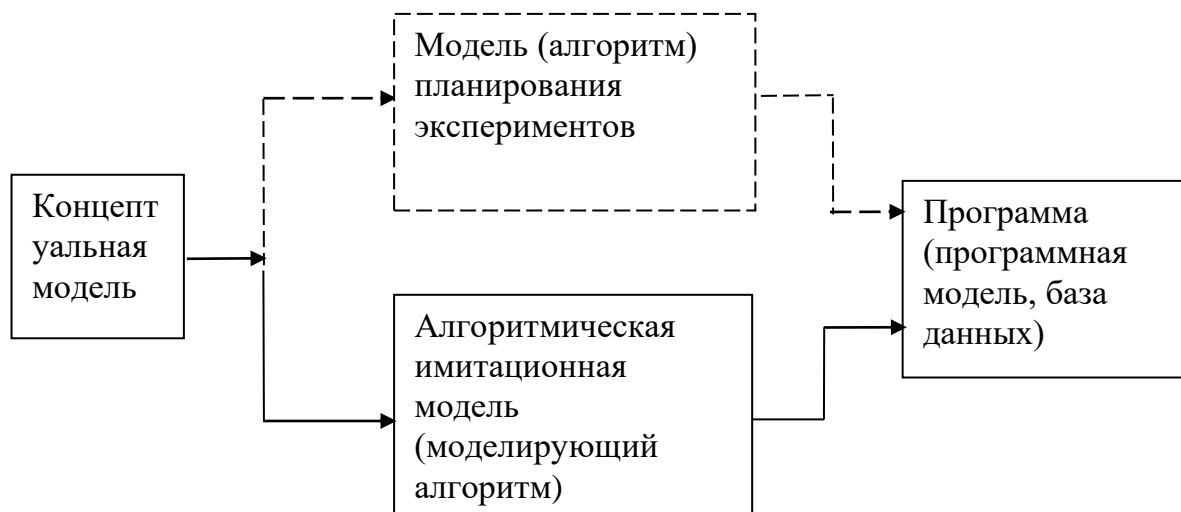 Модель (алгоритм)
планирования
экспериментов
Концепт
уальная
модель
Программа
(программная
модель, база
данных)
Алгоритмическая
имитационная
модель
(моделирующий
алгоритм)